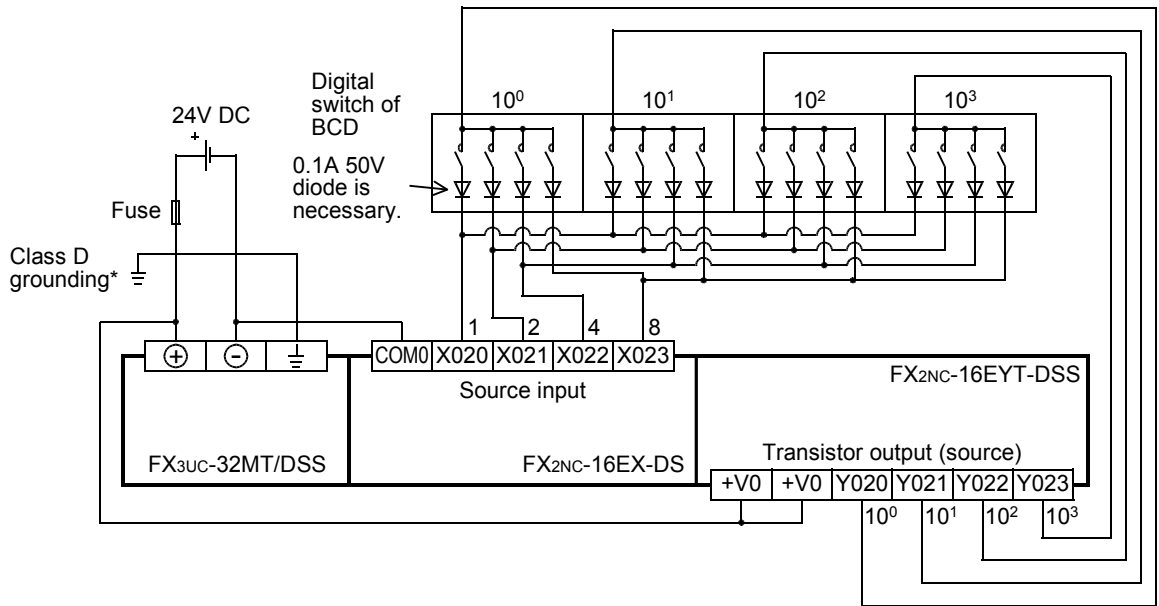 Digital
switch of
BCD
10⁰ 10¹ 10² 10³
24V DC
+
0.1A 50V
diode is
necessary.
Fuse
Class D
grounding*
1 2 4 8
+ - COM0 X020 X021 X022 X023
Source input
FX2NC-16EYT-DSS
FX3UC-32MT/DSS
FX2NC-16EX-DS
Transistor output (source)
+V0 +V0 Y020 Y021 Y022 Y023
10⁰ 10¹ 10² 10³